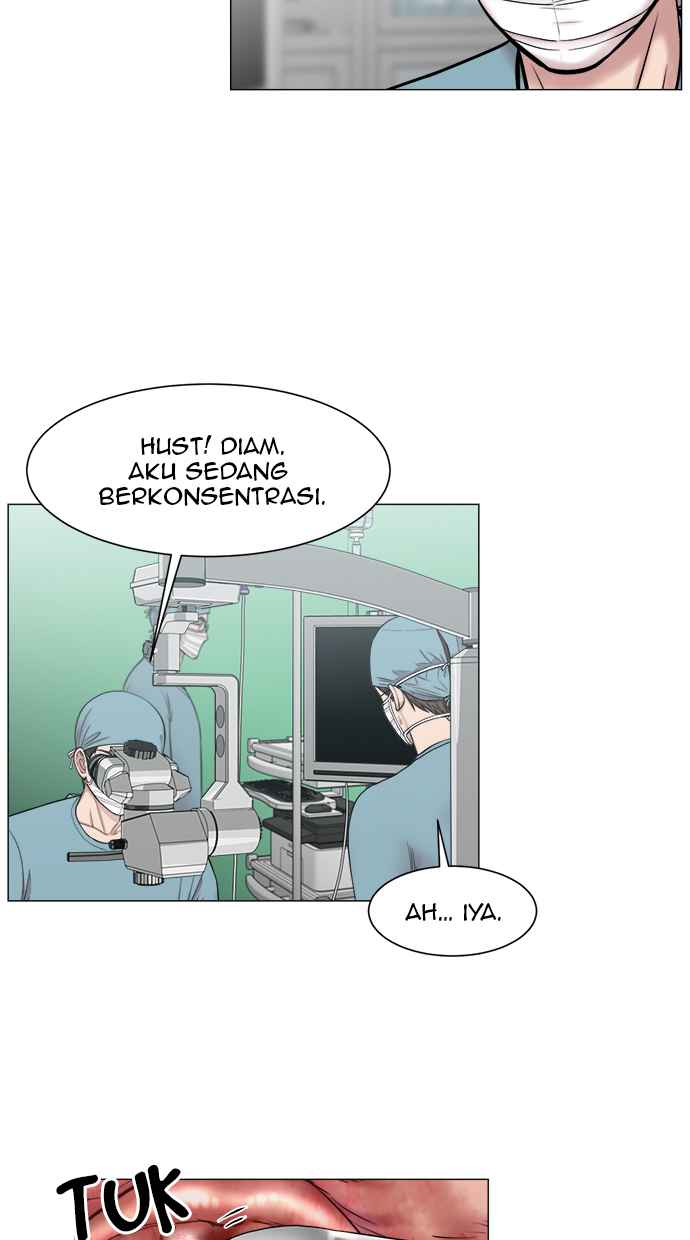 HUST! DIAM.
AKU SEDANG
BERKONSENTRASI.
AH... IYA.
TUK